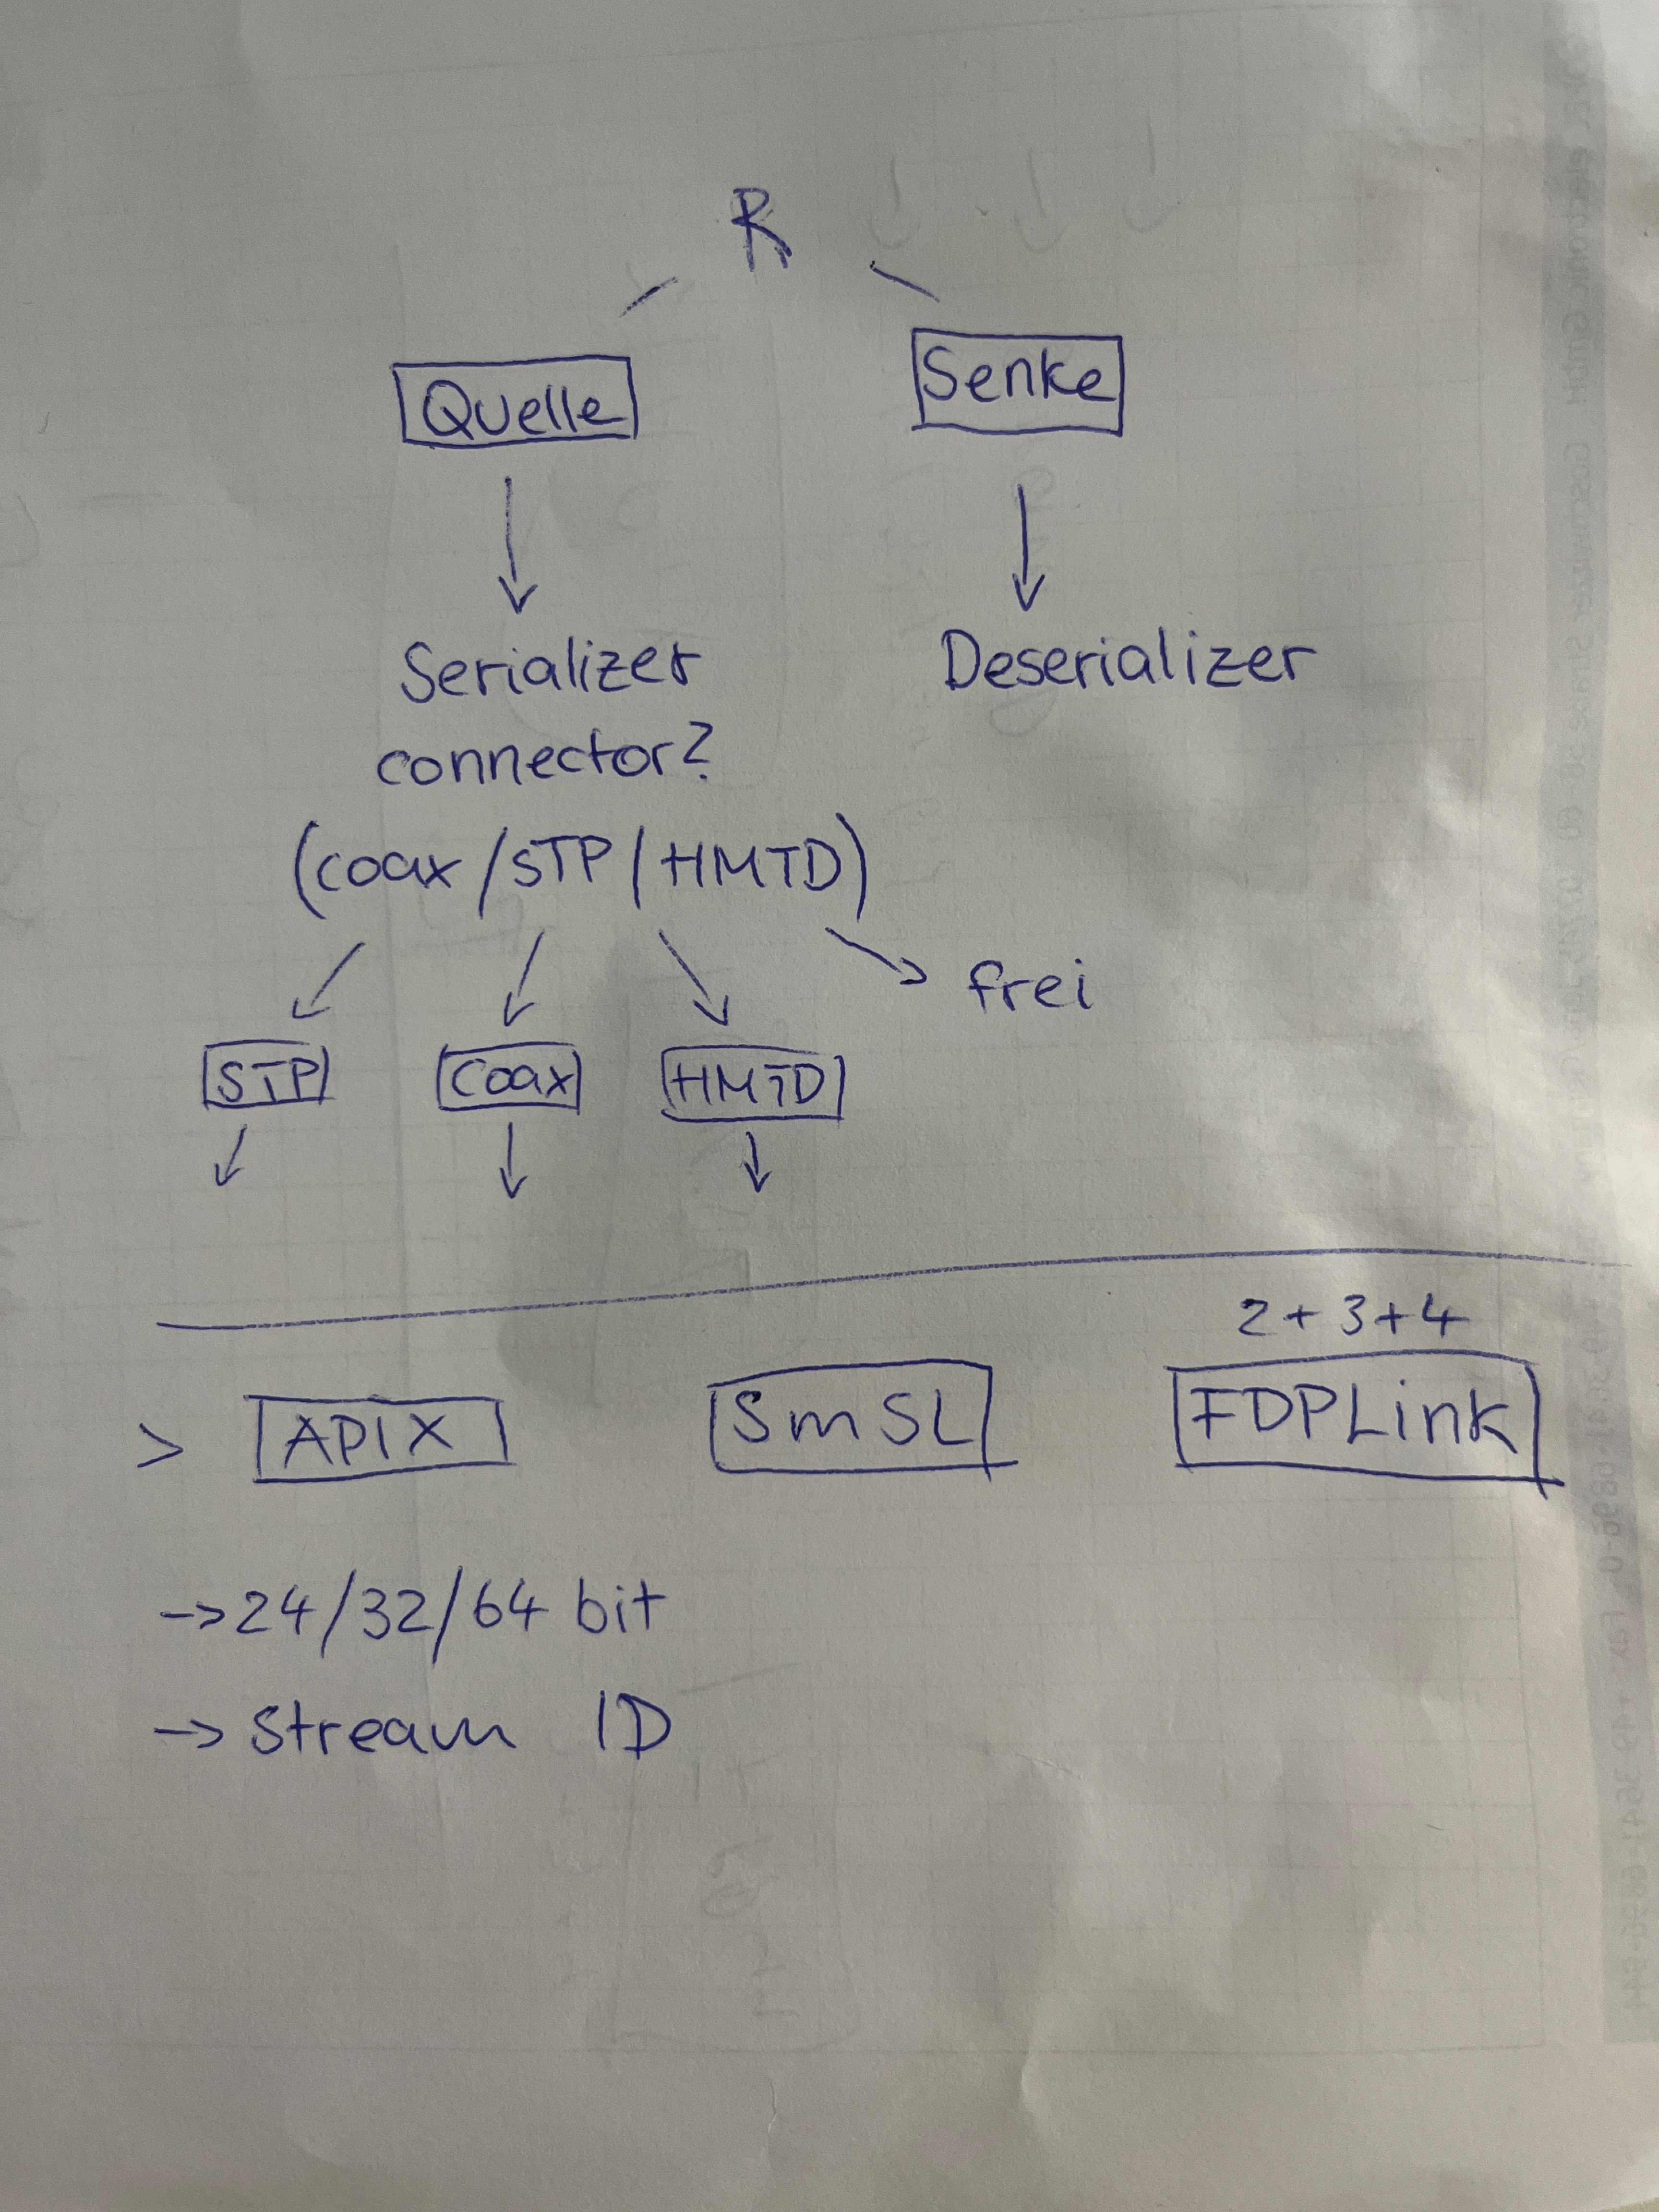 R
Quelle
Senke
Serializer
Deserializer
connector?
(coax/STP/HMTD)
frei
STP
Coax
HMTD
2+3+4
> APIX
SmSL
FDPLink
→ 24/32/64 bit
→ Stream ID